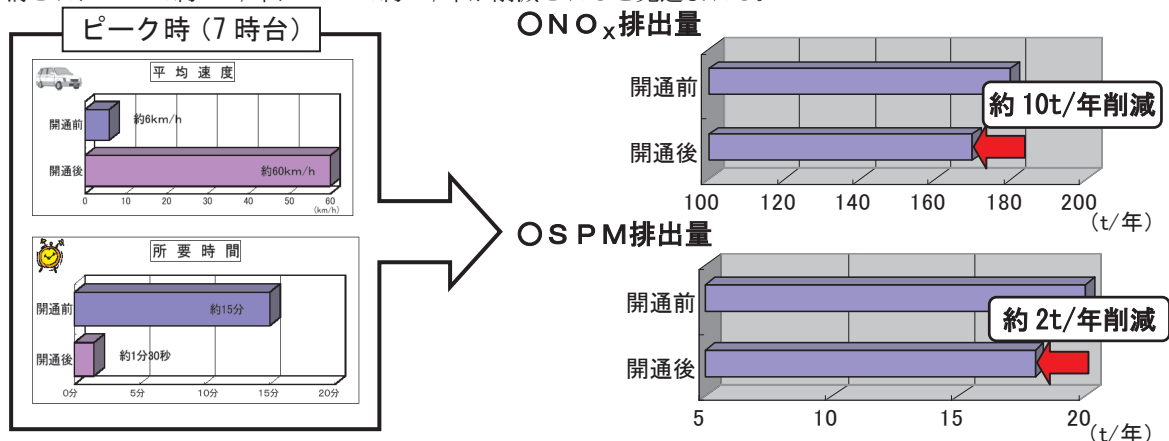 ピーク時(7時台)
平均速度
開通前
約6km/h
開通後
約60km/h
0 10 20 30 40 50 60
(km/h)
所要時間
開通前
約15分
開通後
約1分30秒
0分 5分 10分 15分 20分
○NOx排出量
開通前
約10t/年削減
開通後
100 120 140 160 180 200
(t/年)
○SPM排出量
開通前
約2t/年削減
開通後
5 10 15 20
(t/年)